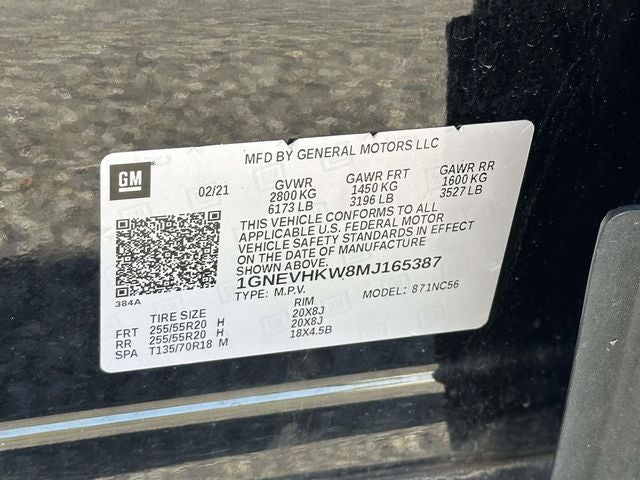 MFD BY GENERAL MOTORS LLC
GM
02/21
GVWR GAWR FRT GAWR RR
2800 KG 1450 KG 1600 KG
6173 LB 3196 LB 3527 LB
THIS VEHICLE CONFORMS TO ALL
APPLICABLE U.S. FEDERAL MOTOR
VEHICLE SAFETY STANDARDS IN EFFECT
ON THE DATE OF MANUFACTURE
SHOWN ABOVE.
1GNEVHKW8MJ165387
TYPE: M.P.V. MODEL: 871NC56
384A
TIRE SIZE RIM
FRT 255/55R20 H 20X8J
RR 255/55R20 H 20X8J
SPA T135/70R18 M 18X4.5B